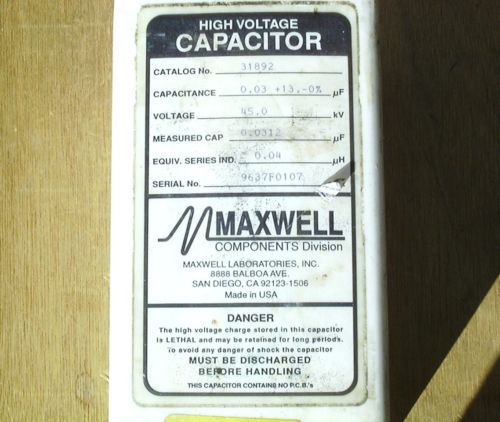 HIGH VOLTAGE
CAPACITOR
CATALOG No. 31892
CAPACITANCE 0.03 +13,-0% µF
VOLTAGE 45.0 kV
MEASURED CAP 0.0312 µF
EQUIV. SERIES IND. 0.04 µH
SERIAL No. 9637F0107
MAXWELL
COMPONENTS Division
MAXWELL LABORATORIES, INC.
8888 BALBOA AVE.
SAN DIEGO, CA 92123-1506
Made in USA
DANGER
The high voltage charge stored in this capacitor
is LETHAL and may be retained for long periods.
To avoid any danger of shock the capacitor
MUST BE DISCHARGED
BEFORE HANDLING
THIS CAPACITOR CONTAINS NO P.C.B.'s